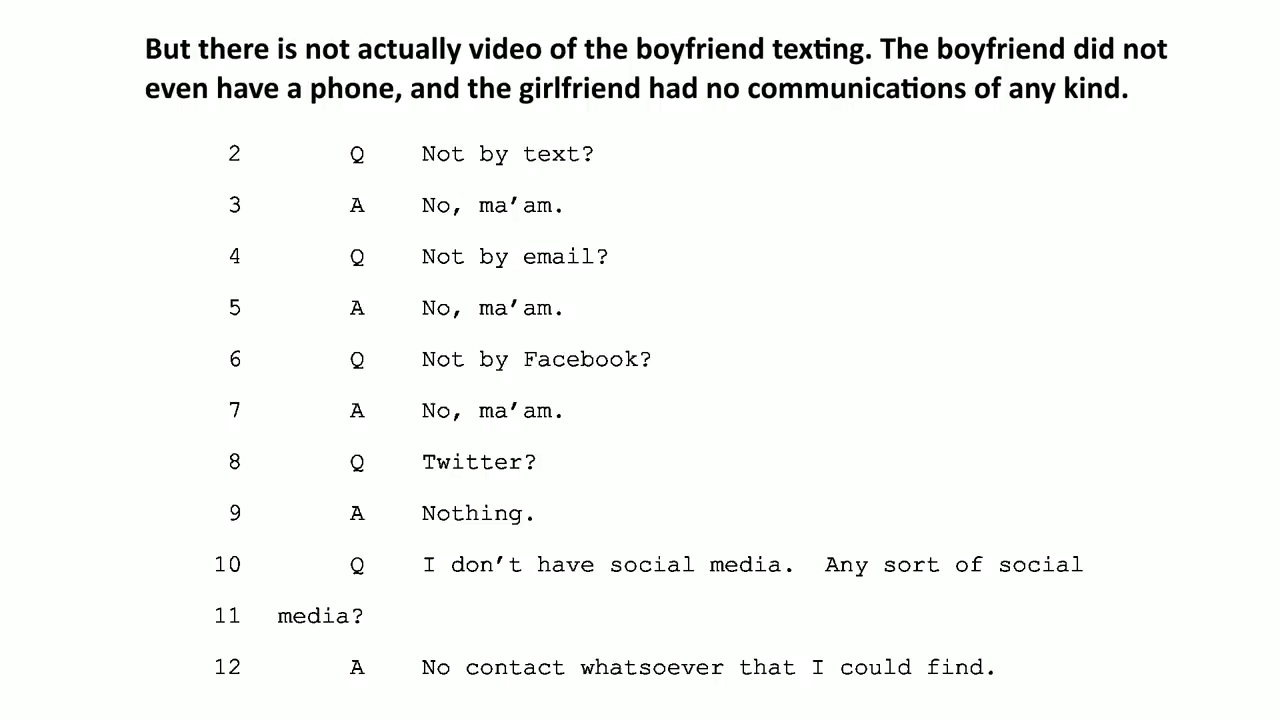 But there is not actually video of the boyfriend texting. The boyfriend did not
even have a phone, and the girlfriend had no communications of any kind.
2 Q Not by text?
3 A No, ma’am.
4 Q Not by email?
5 A No, ma’am.
6 Q Not by Facebook?
7 A No, ma’am.
8 Q Twitter?
9 A Nothing.
10 Q I don’t have social media. Any sort of social
11 media?
12 A No contact whatsoever that I could find.